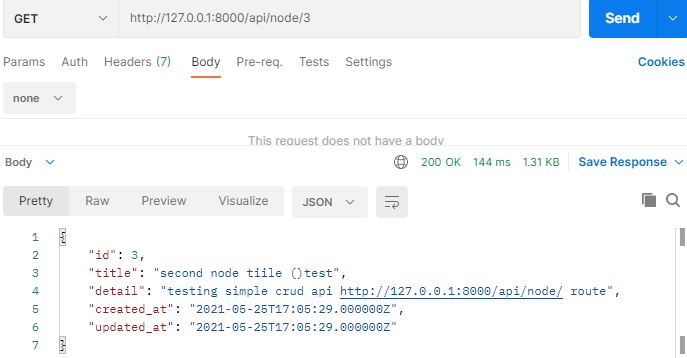 GET http://127.0.0.1:8000/api/node/3 Send
Params Auth Headers (7) Body Pre-req. Tests Settings Cookies
none
This request does not have a body
Body 200 OK 144 ms 1.31 KB Save Response
Pretty Raw Preview Visualize JSON
1 {
2 "id": 3,
3 "title": "second node tiile ()test",
4 "detail": "testing simple crud api http://127.0.0.1:8000/api/node/ route",
5 "created_at": "2021-05-25T17:05:29.000000Z",
6 "updated_at": "2021-05-25T17:05:29.000000Z"
7 }